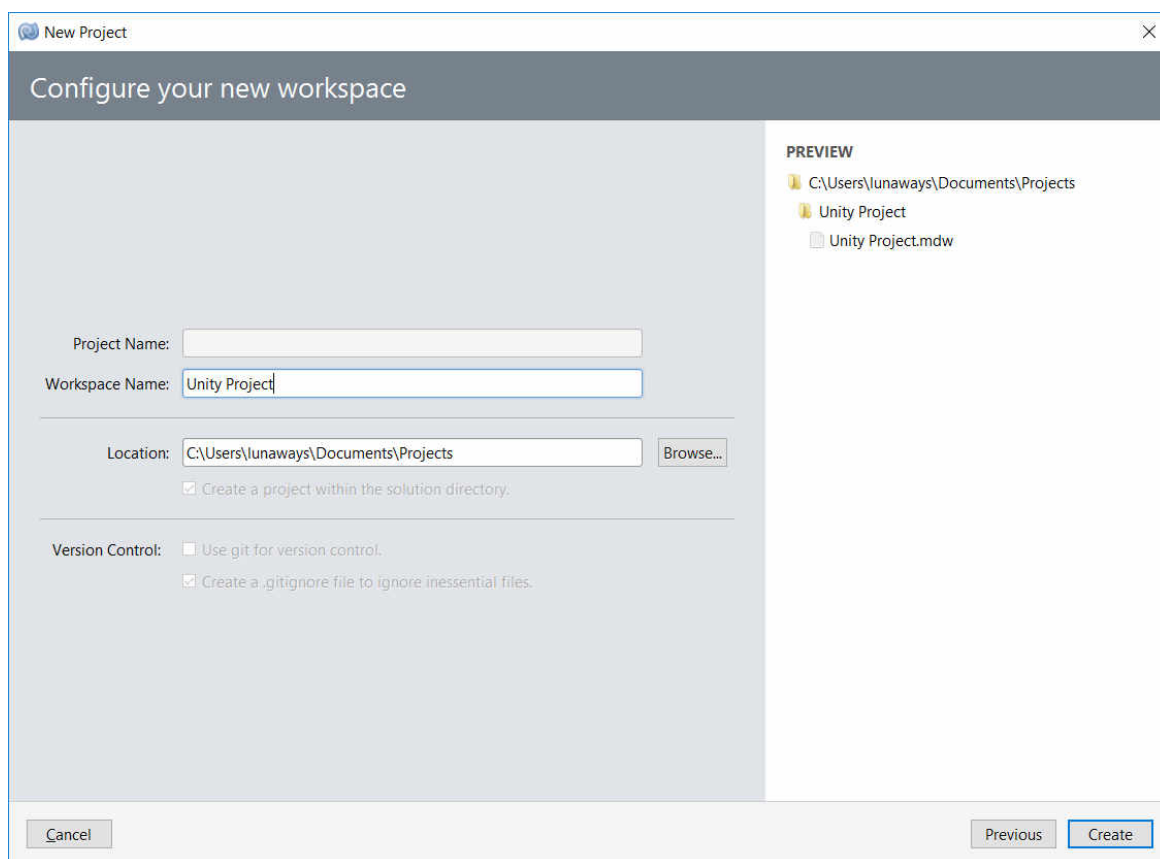 New Project
Configure your new workspace
Project Name:
Workspace Name: Unity Project
Location: C:\Users\lunaways\Documents\Projects Browse...
Create a project within the solution directory.
Version Control: Use git for version control.
Create a .gitignore file to ignore inessential files.
PREVIEW
C:\Users\lunaways\Documents\Projects
Unity Project
Unity Project.mdw
Cancel Previous Create